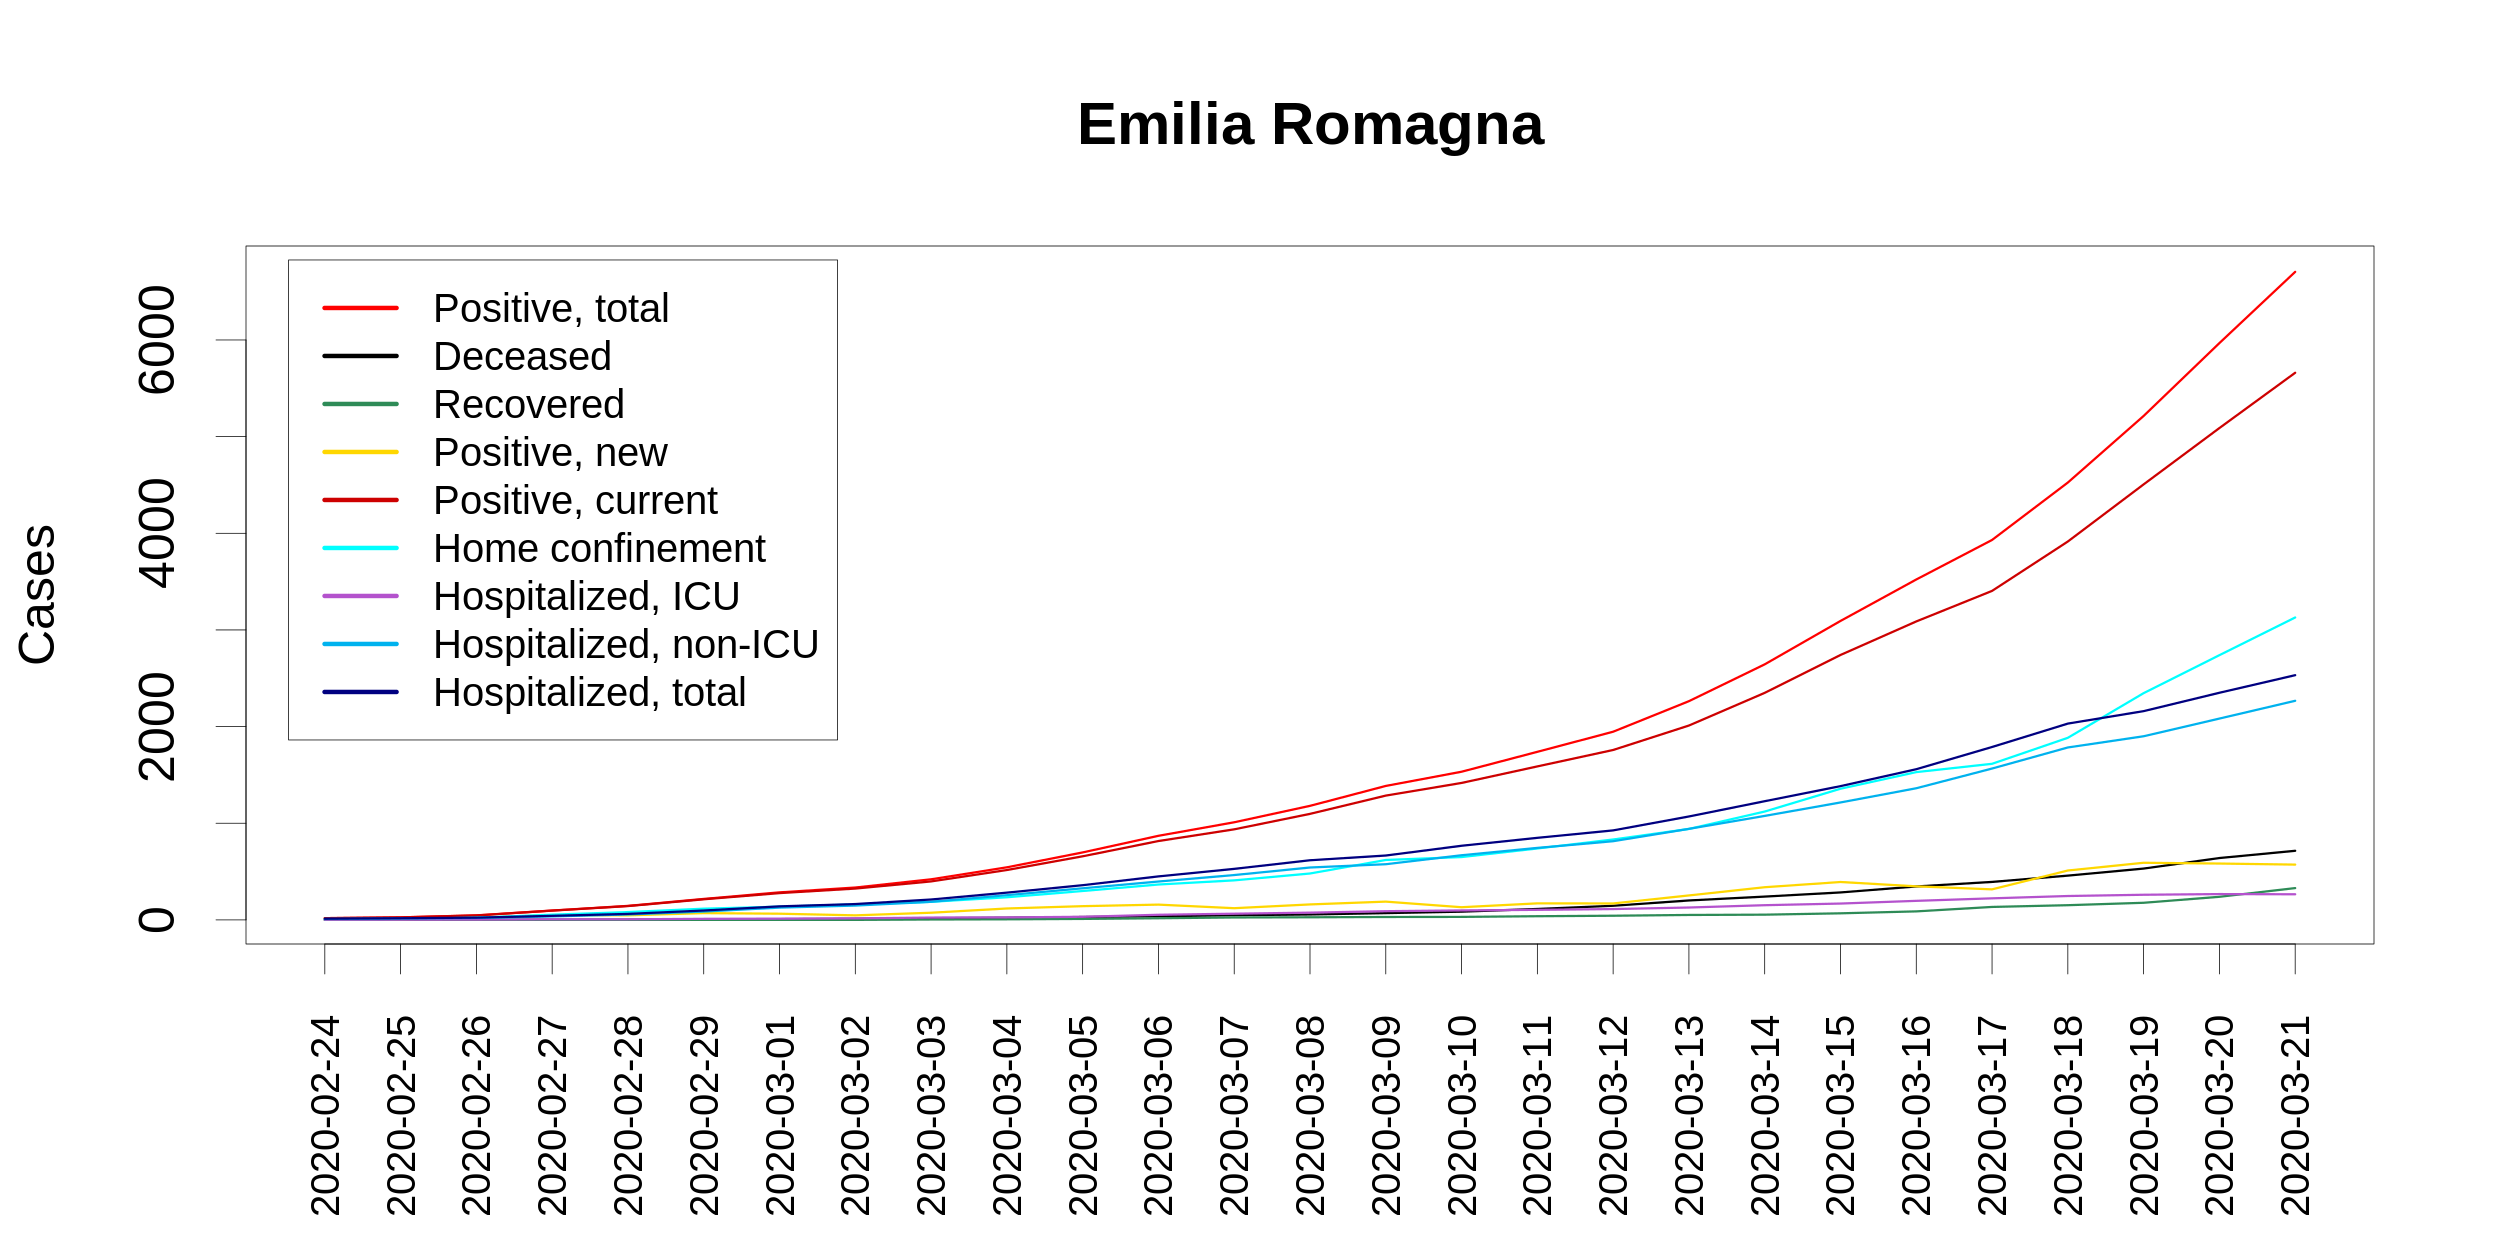 Emilia Romagna
Cases
6000
4000
2000
0
Positive, total
Deceased
Recovered
Positive, new
Positive, current
Home confinement
Hospitalized, ICU
Hospitalized, non-ICU
Hospitalized, total
2020-02-24
2020-02-25
2020-02-26
2020-02-27
2020-02-28
2020-02-29
2020-03-01
2020-03-02
2020-03-03
2020-03-04
2020-03-05
2020-03-06
2020-03-07
2020-03-08
2020-03-09
2020-03-10
2020-03-11
2020-03-12
2020-03-13
2020-03-14
2020-03-15
2020-03-16
2020-03-17
2020-03-18
2020-03-19
2020-03-20
2020-03-21